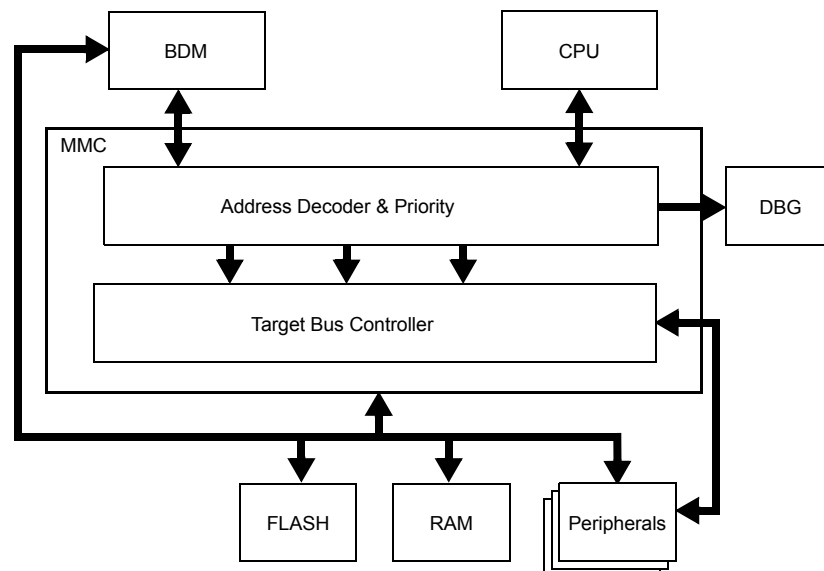 BDM
CPU
MMC
Address Decoder & Priority
DBG
Target Bus Controller
FLASH
RAM
Peripherals